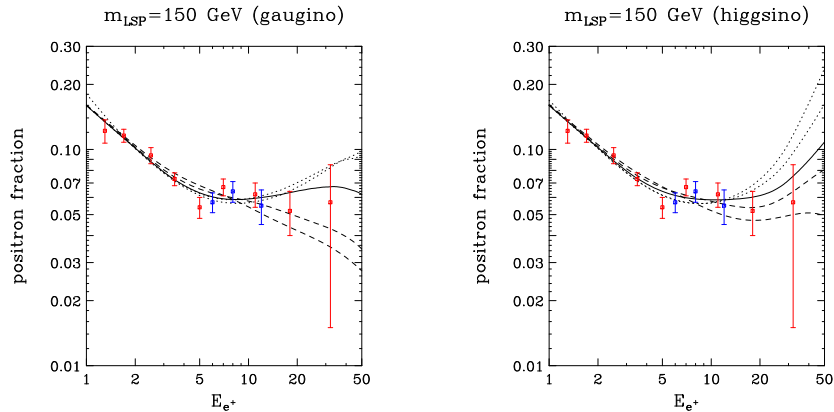 m_LSP=150 GeV (gaugino)
positron fraction
0.30
0.20
0.10
0.07
0.05
0.03
0.02
0.01
1 2 5 10 20 50
E_e⁺
m_LSP=150 GeV (higgsino)
positron fraction
0.30
0.20
0.10
0.07
0.05
0.03
0.02
0.01
1 2 5 10 20 50
E_e⁺